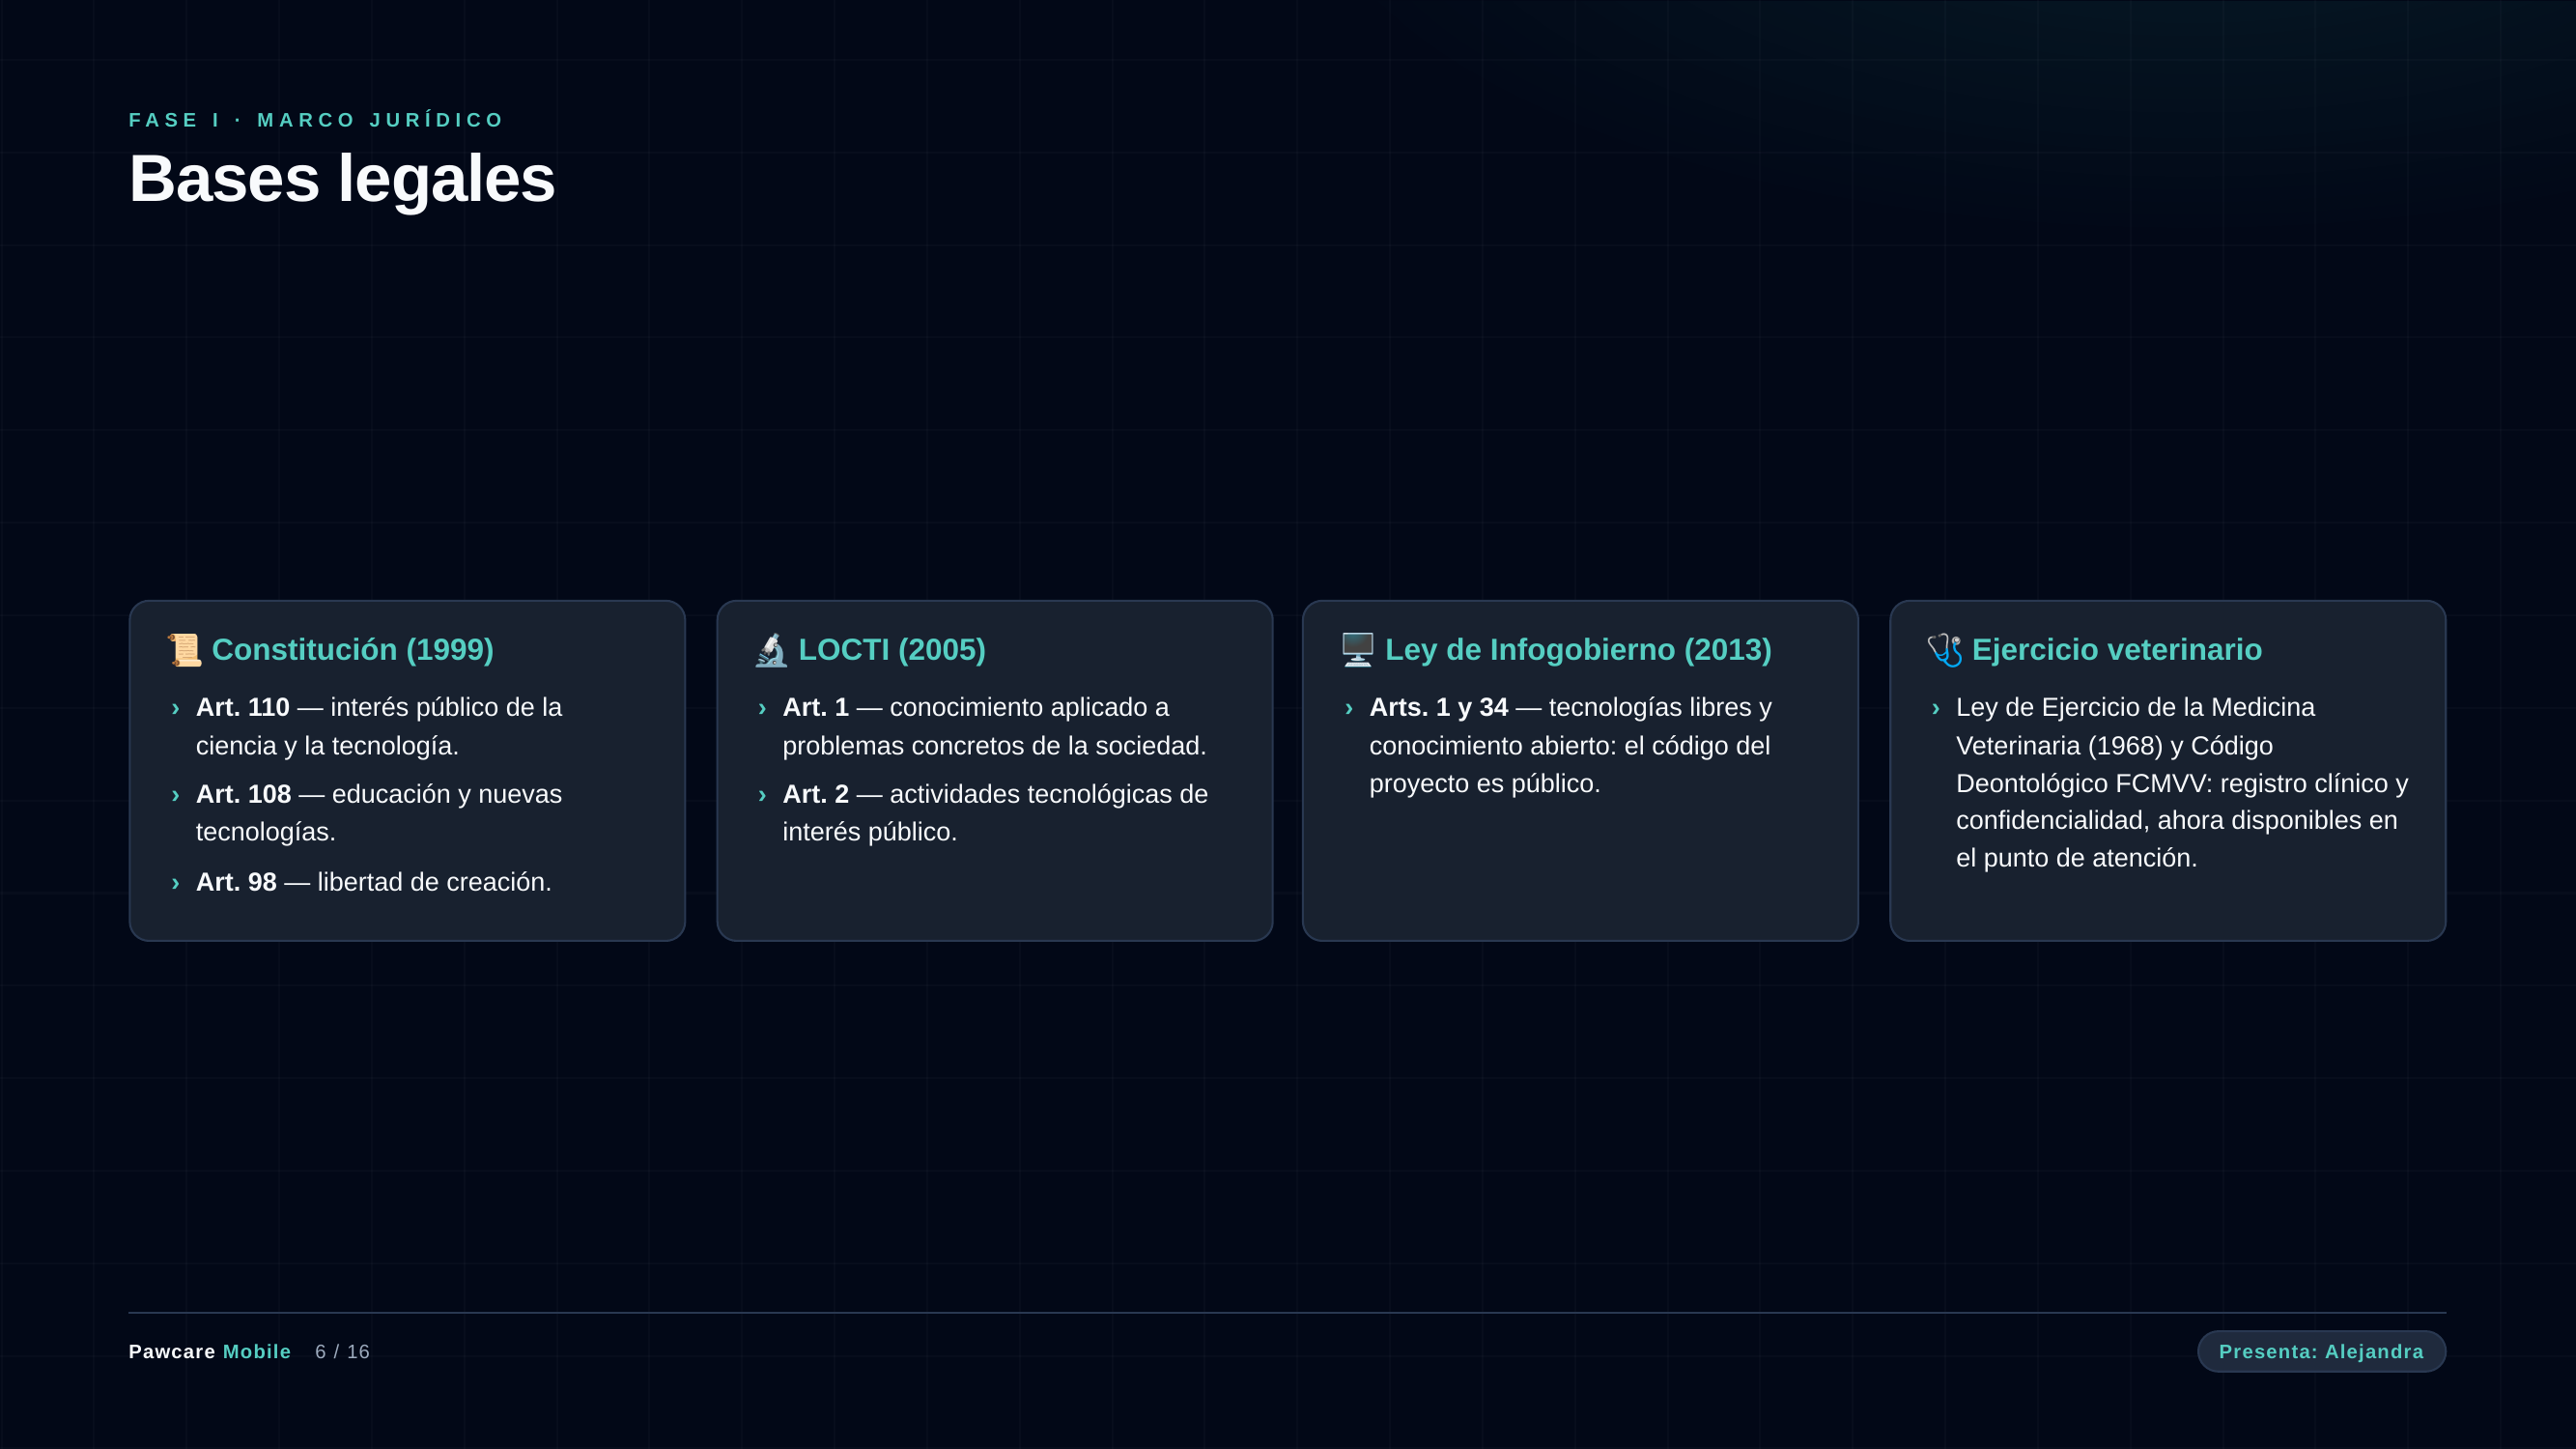 FASE I · MARCO JURÍDICO
Bases legales
📜 Constitución (1999)
› Art. 110 — interés público de la
ciencia y la tecnología.
› Art. 108 — educación y nuevas
tecnologías.
› Art. 98 — libertad de creación.
🔬 LOCTI (2005)
› Art. 1 — conocimiento aplicado a
problemas concretos de la sociedad.
› Art. 2 — actividades tecnológicas de
interés público.
🖥️ Ley de Infogobierno (2013)
› Arts. 1 y 34 — tecnologías libres y
conocimiento abierto: el código del
proyecto es público.
🩺 Ejercicio veterinario
› Ley de Ejercicio de la Medicina
Veterinaria (1968) y Código
Deontológico FCMVV: registro clínico y
confidencialidad, ahora disponibles en
el punto de atención.
Pawcare Mobile 6 / 16
Presenta: Alejandra